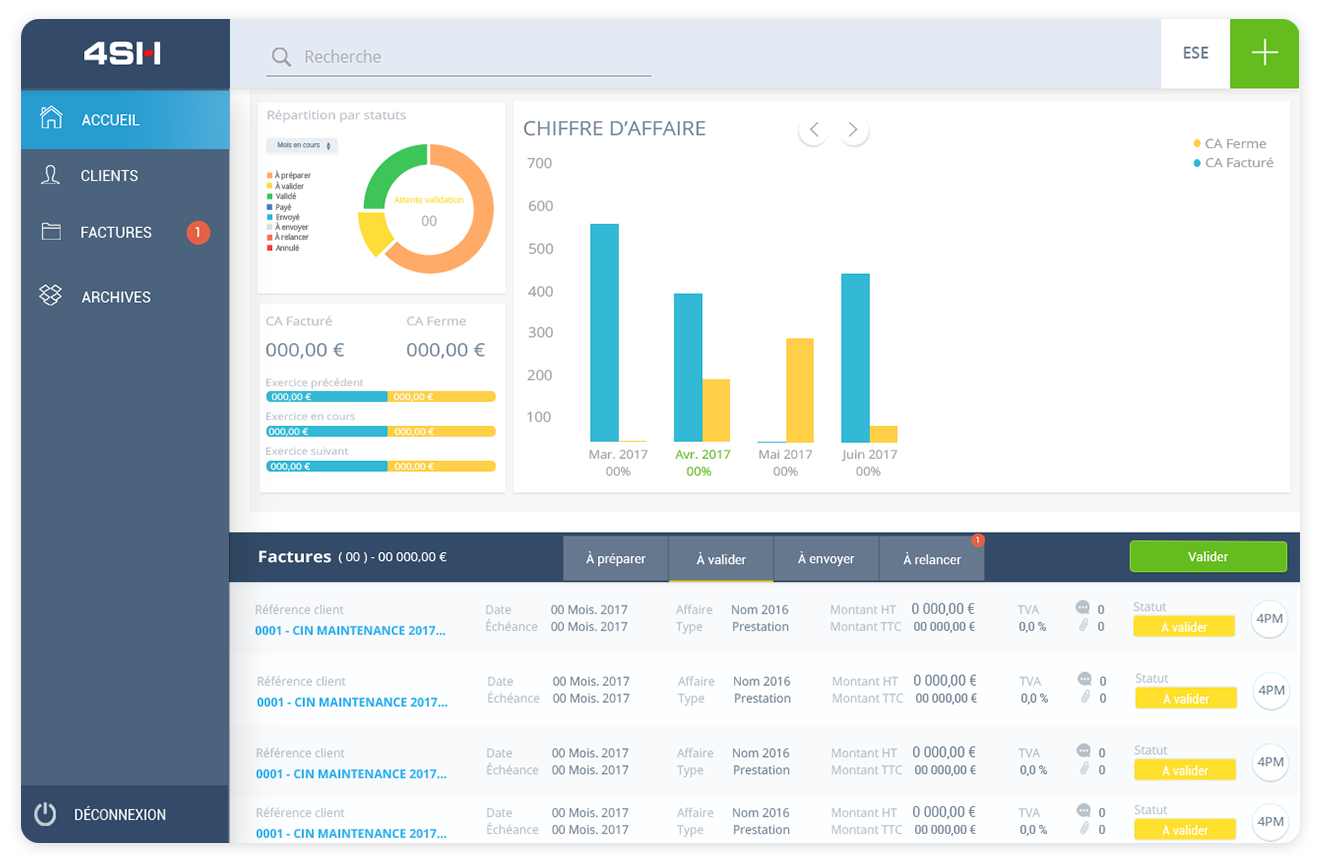 4SH
Recherche
ESE
ACCUEIL
CLIENTS
FACTURES
1
ARCHIVES
DÉCONNEXION
Répartition par statuts
Mois en cours
À préparer
À valider
Validé
Payé
Envoyé
À envoyer
À relancer
Annulé
Attente validation
00
CA Facturé CA Ferme
000,00 € 000,00 €
Exercice précédent
000,00 € 000,00 €
Exercice en cours
000,00 € 000,00 €
Exercice suivant
000,00 € 000,00 €
CHIFFRE D’AFFAIRE
CA Ferme
CA Facturé
700
600
500
400
300
200
100
Mar. 2017 Avr. 2017 Mai 2017 Juin 2017
00% 00% 00% 00%
Factures ( 00 ) - 00 000,00 € À préparer À valider À envoyer À relancer 1 Valider
Référence client Date 00 Mois. 2017 Affaire Nom 2016 Montant HT 0 000,00 € TVA 0 Statut
0001 - CIN MAINTENANCE 2017... Échéance 00 Mois. 2017 Type Prestation Montant TTC 00 000,00 € 0,0 % 0 A valider 4PM
Référence client Date 00 Mois. 2017 Affaire Nom 2016 Montant HT 0 000,00 € TVA 0 Statut
0001 - CIN MAINTENANCE 2017... Échéance 00 Mois. 2017 Type Prestation Montant TTC 00 000,00 € 0,0 % 0 A valider 4PM
Référence client Date 00 Mois. 2017 Affaire Nom 2016 Montant HT 0 000,00 € TVA 0 Statut
0001 - CIN MAINTENANCE 2017... Échéance 00 Mois. 2017 Type Prestation Montant TTC 00 000,00 € 0,0 % 0 A valider 4PM
Référence client Date 00 Mois. 2017 Affaire Nom 2016 Montant HT 0 000,00 € TVA 0 Statut
0001 - CIN MAINTENANCE 2017... Échéance 00 Mois. 2017 Type Prestation Montant TTC 00 000,00 € 0,0 % 0 A valider 4PM